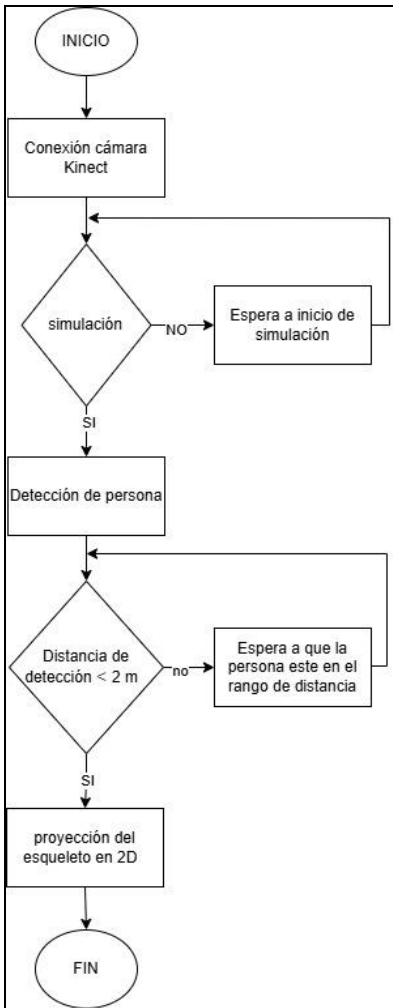 INICIO
Conexión cámara
Kinect
simulación
NO
Espera a inicio de
simulación
SI
Detección de persona
Distancia de
detección < 2 m
no
Espera a que la
persona este en el
rango de distancia
SI
proyección del
esqueleto en 2D
FIN